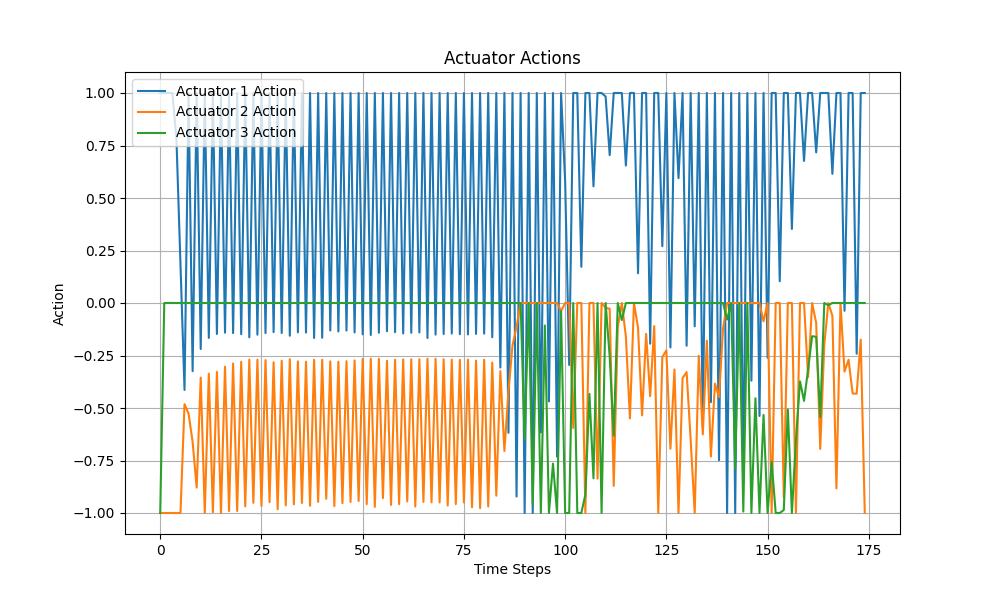 Actuator Actions
Actuator 1 Action
Actuator 2 Action
Actuator 3 Action
1.00
0.75
0.50
0.25
0.00
−0.25
−0.50
−0.75
−1.00
Action
0 25 50 75 100 125 150 175
Time Steps